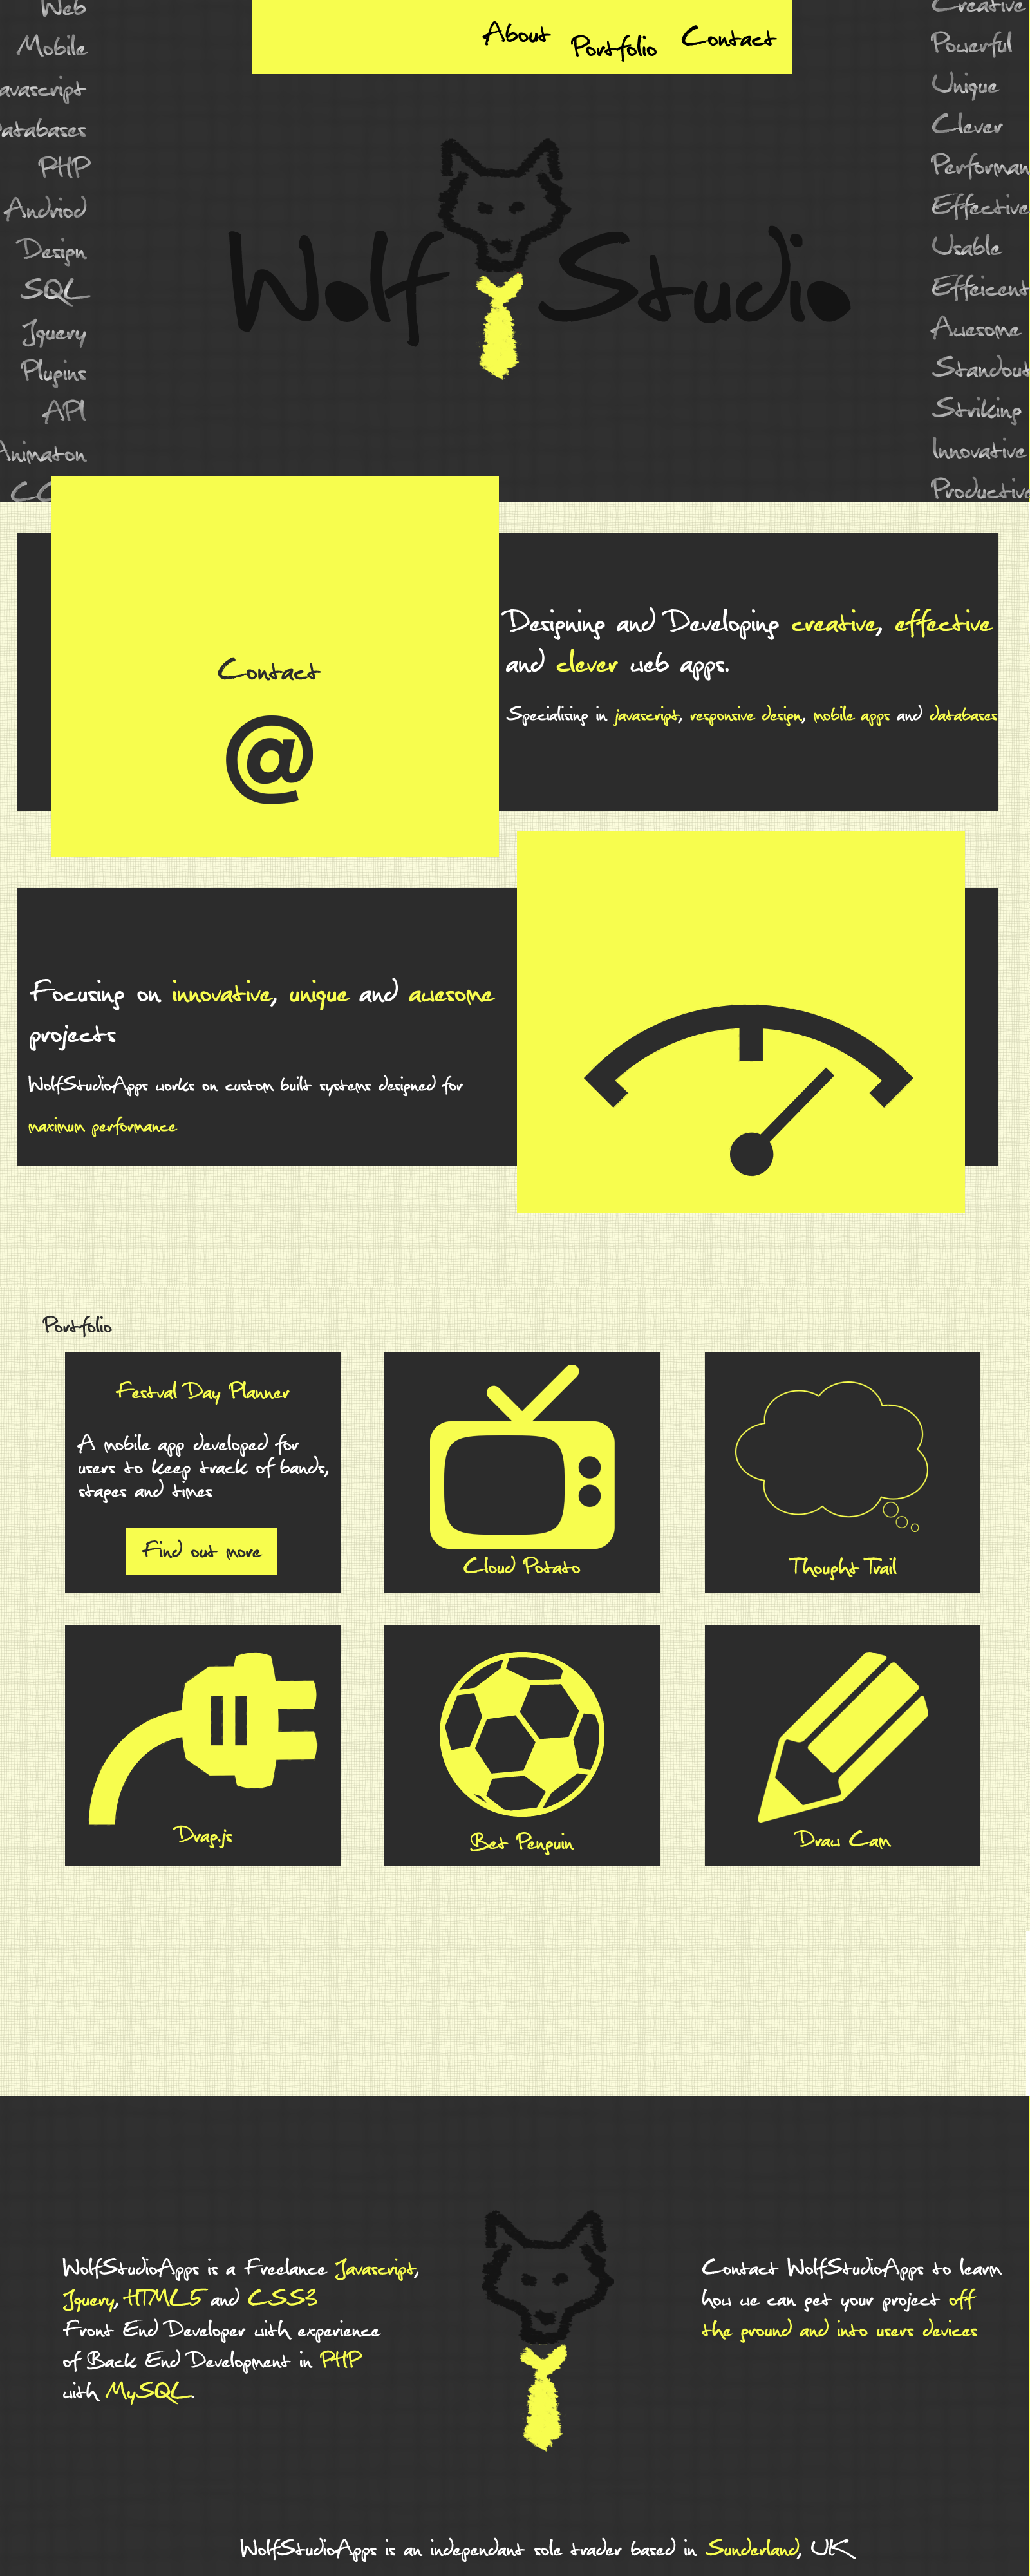 About Portfolio Contact
Web
Mobile
Javascript
Databases
PHP
Andriod
Design
SQL
Jquery
Plugins
API
Animaton
Creative
Powerful
Unique
Clever
Performan
Effective
Usable
Effeicent
Awesome
Standout
Striking
Innovative
Productive
Wolf Studio
Contact
@
Designing and Developing creative, effective
and clever web apps.
Specialising in javascript, responsive design, mobile apps and databases
Focusing on innovative, unique and awesome
projects
WolfStudioApps works on custom built systems designed for
maximum performance
Portfolio
Festval Day Planner
A mobile app developed for
users to keep track of bands,
stages and times
Find out more
Cloud Potato
Thought Trail
Drag.js
Bet Penguin
Draw Cam
WolfStudioApps is a Freelance Javascript,
Jquery, HTML5 and CSS3
Front End Developer with experience
of Back End Development in PHP
with MySQL.
Contact WolfStudioApps to learn
how we can get your project off
the ground and into users devices
WolfStudioApps is an independant sole trader based in Sunderland, UK